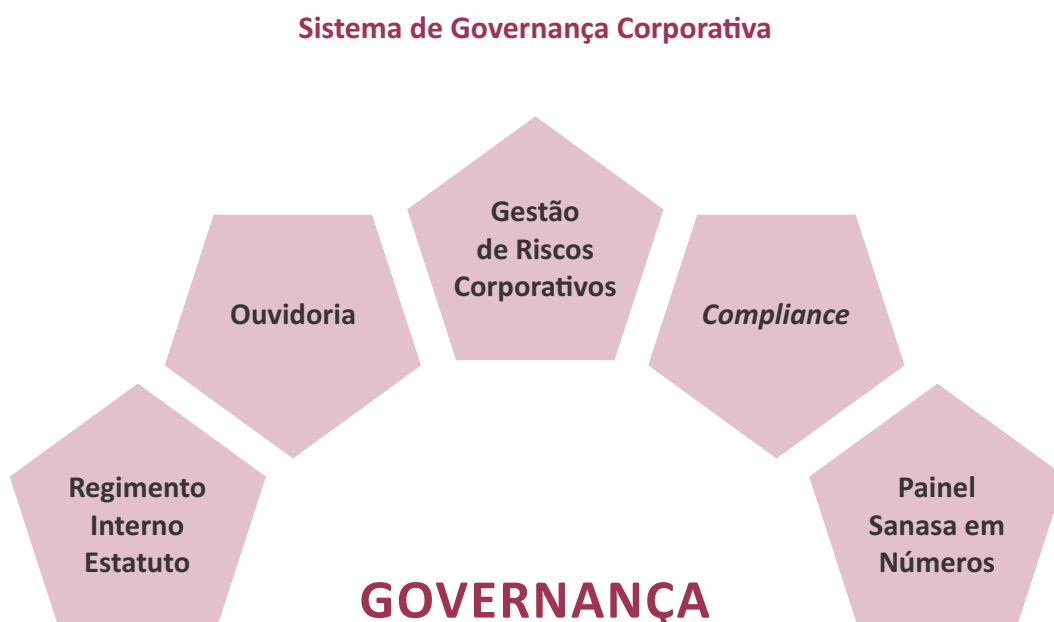 Sistema de Governança Corporativa
Gestão
de Riscos
Corporativos
Ouvidoria
Compliance
Regimento
Interno
Estatuto
Painel
Sanasa em
Números
GOVERNANÇA